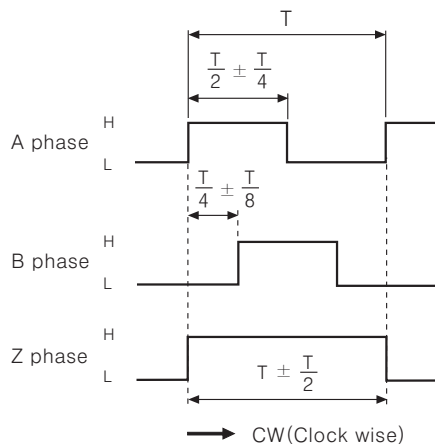 T
T/2 ± T/4
H
A phase
L
T/4 ± T/8
H
B phase
L
H
Z phase
L
T ± T/2
CW(Clock wise)